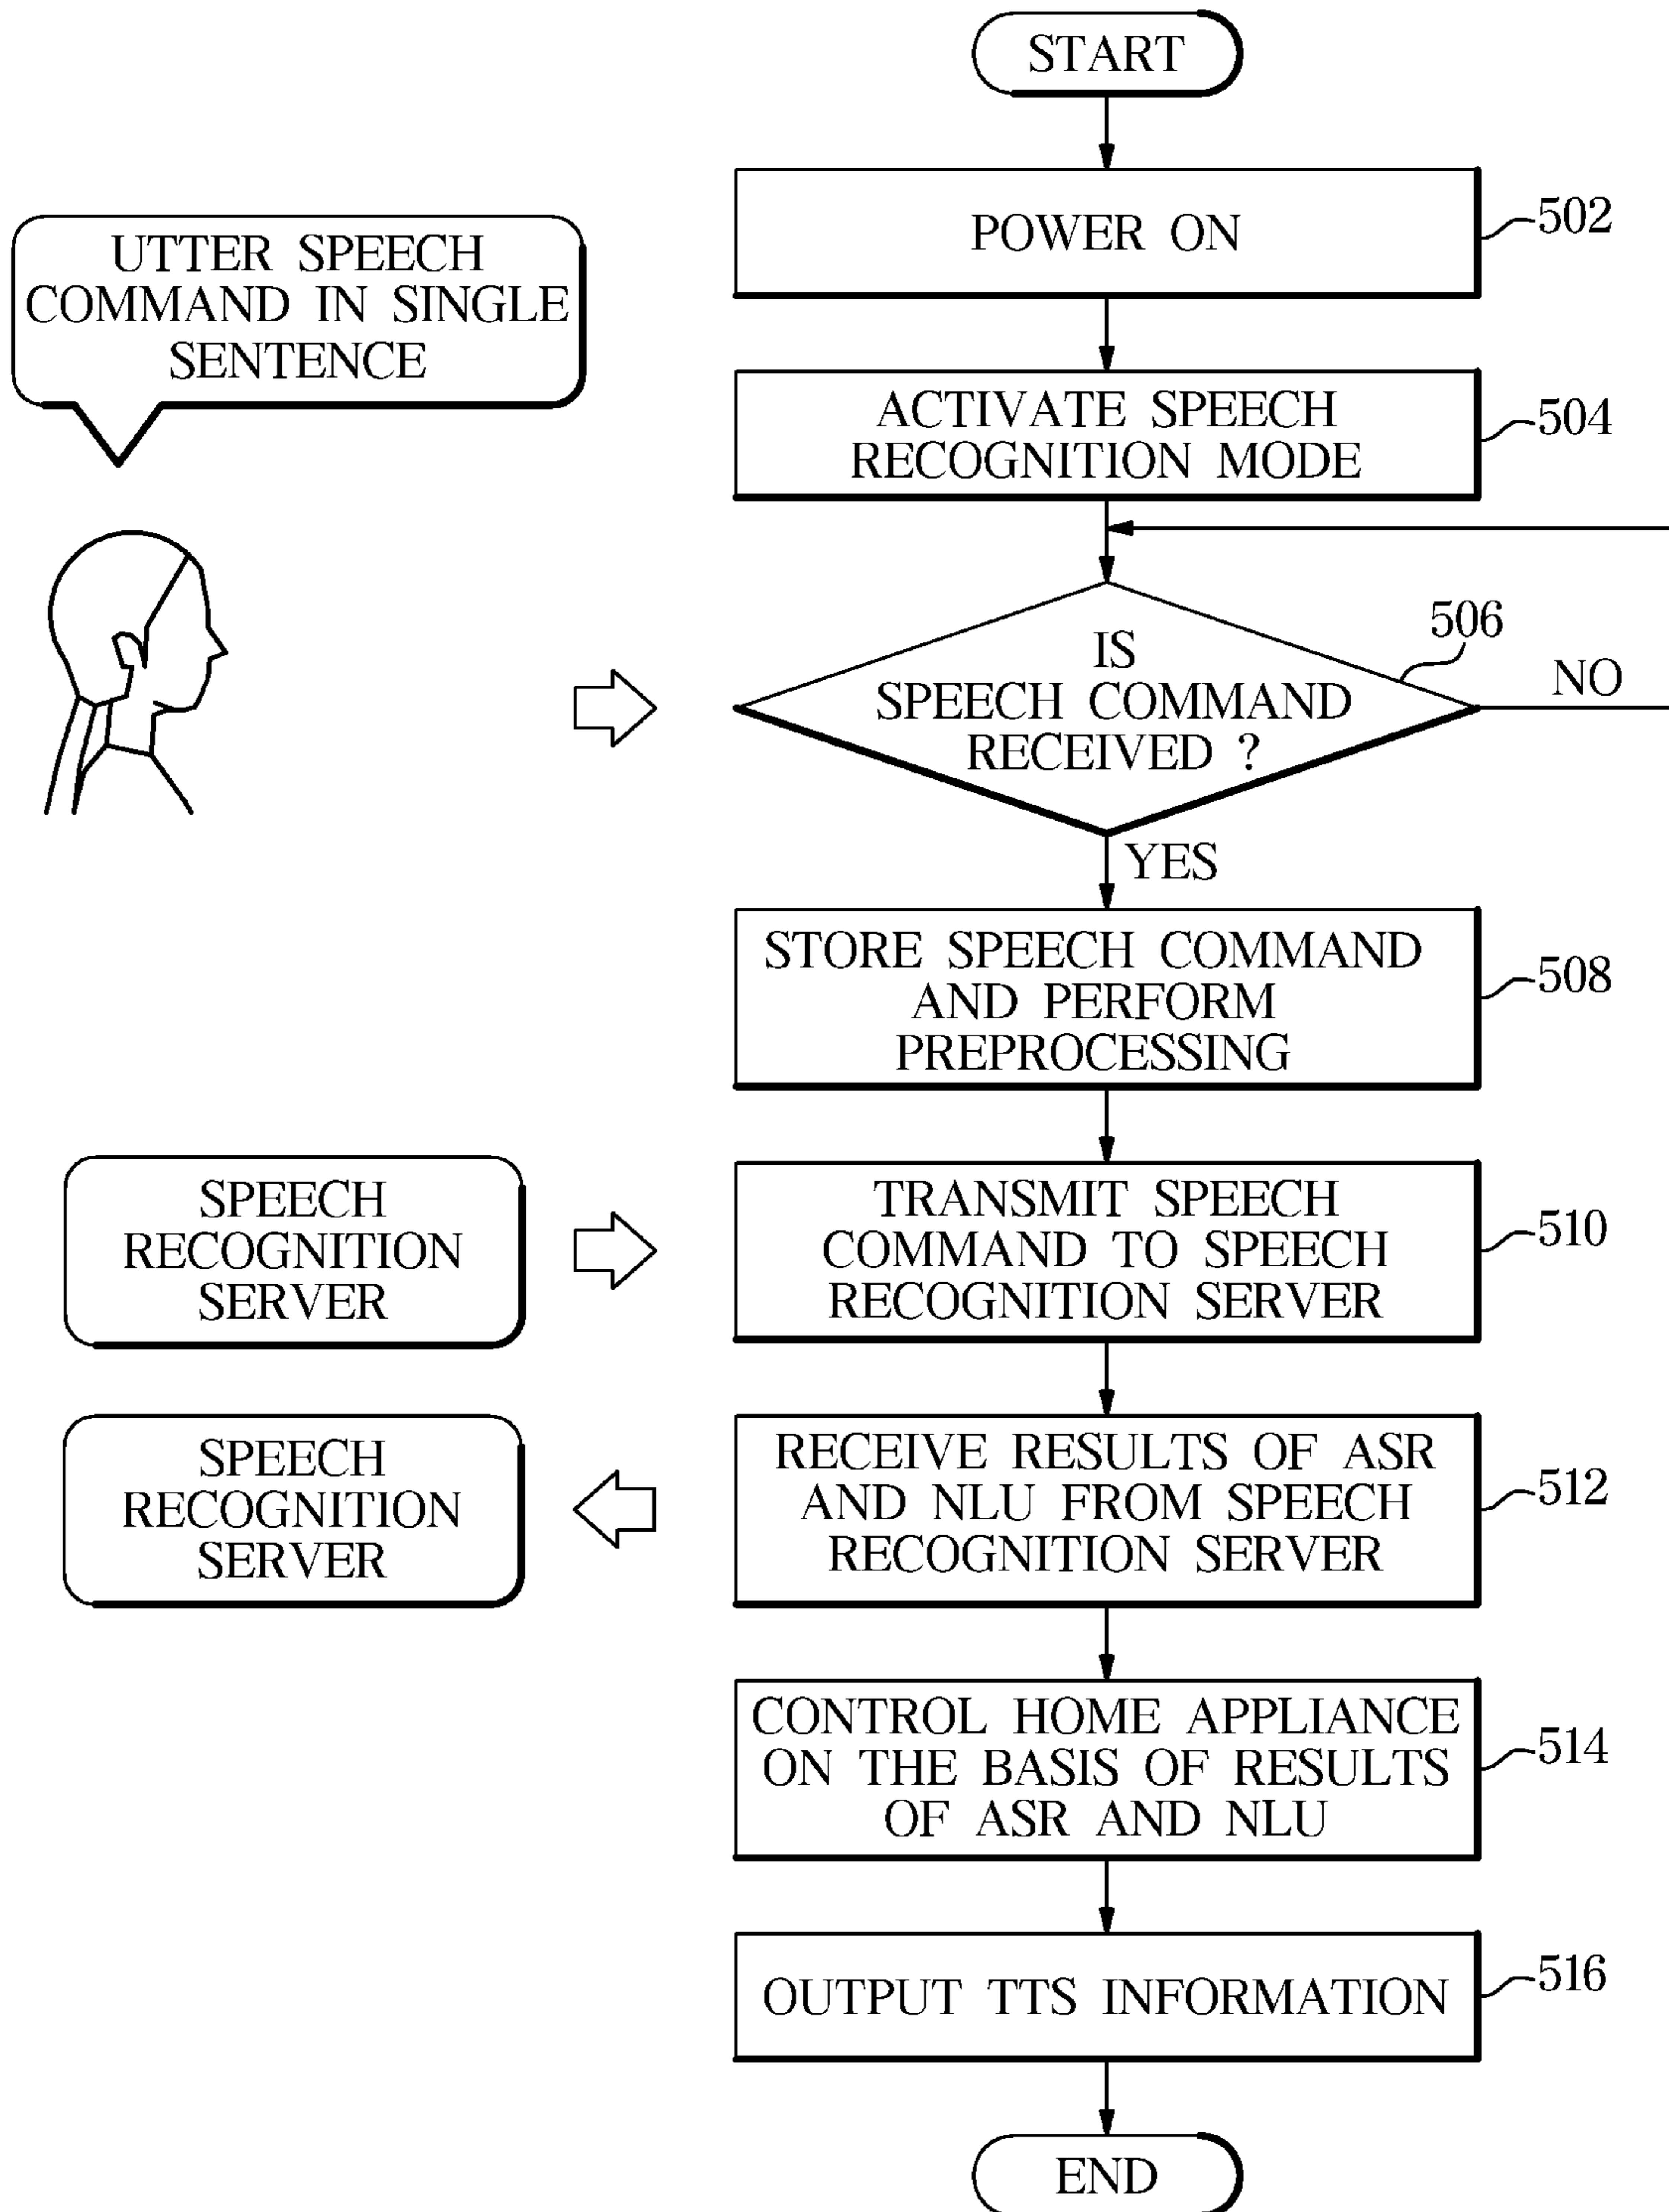 START
POWER ON
502
UTTER SPEECH
COMMAND IN SINGLE
SENTENCE
ACTIVATE SPEECH
RECOGNITION MODE
504
IS
SPEECH COMMAND
RECEIVED ?
506
NO
YES
STORE SPEECH COMMAND
AND PERFORM
PREPROCESSING
508
SPEECH
RECOGNITION
SERVER
TRANSMIT SPEECH
COMMAND TO SPEECH
RECOGNITION SERVER
510
SPEECH
RECOGNITION
SERVER
RECEIVE RESULTS OF ASR
AND NLU FROM SPEECH
RECOGNITION SERVER
512
CONTROL HOME APPLIANCE
ON THE BASIS OF RESULTS
OF ASR AND NLU
514
OUTPUT TTS INFORMATION
516
END